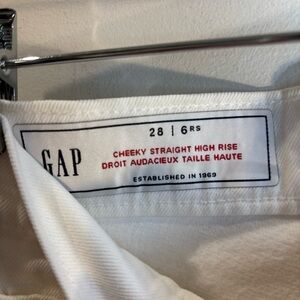 28 | 6RS
GAP
CHEEKY STRAIGHT HIGH RISE
DROIT AUDACIEUX TAILLE HAUTE
ESTABLISHED IN 1969